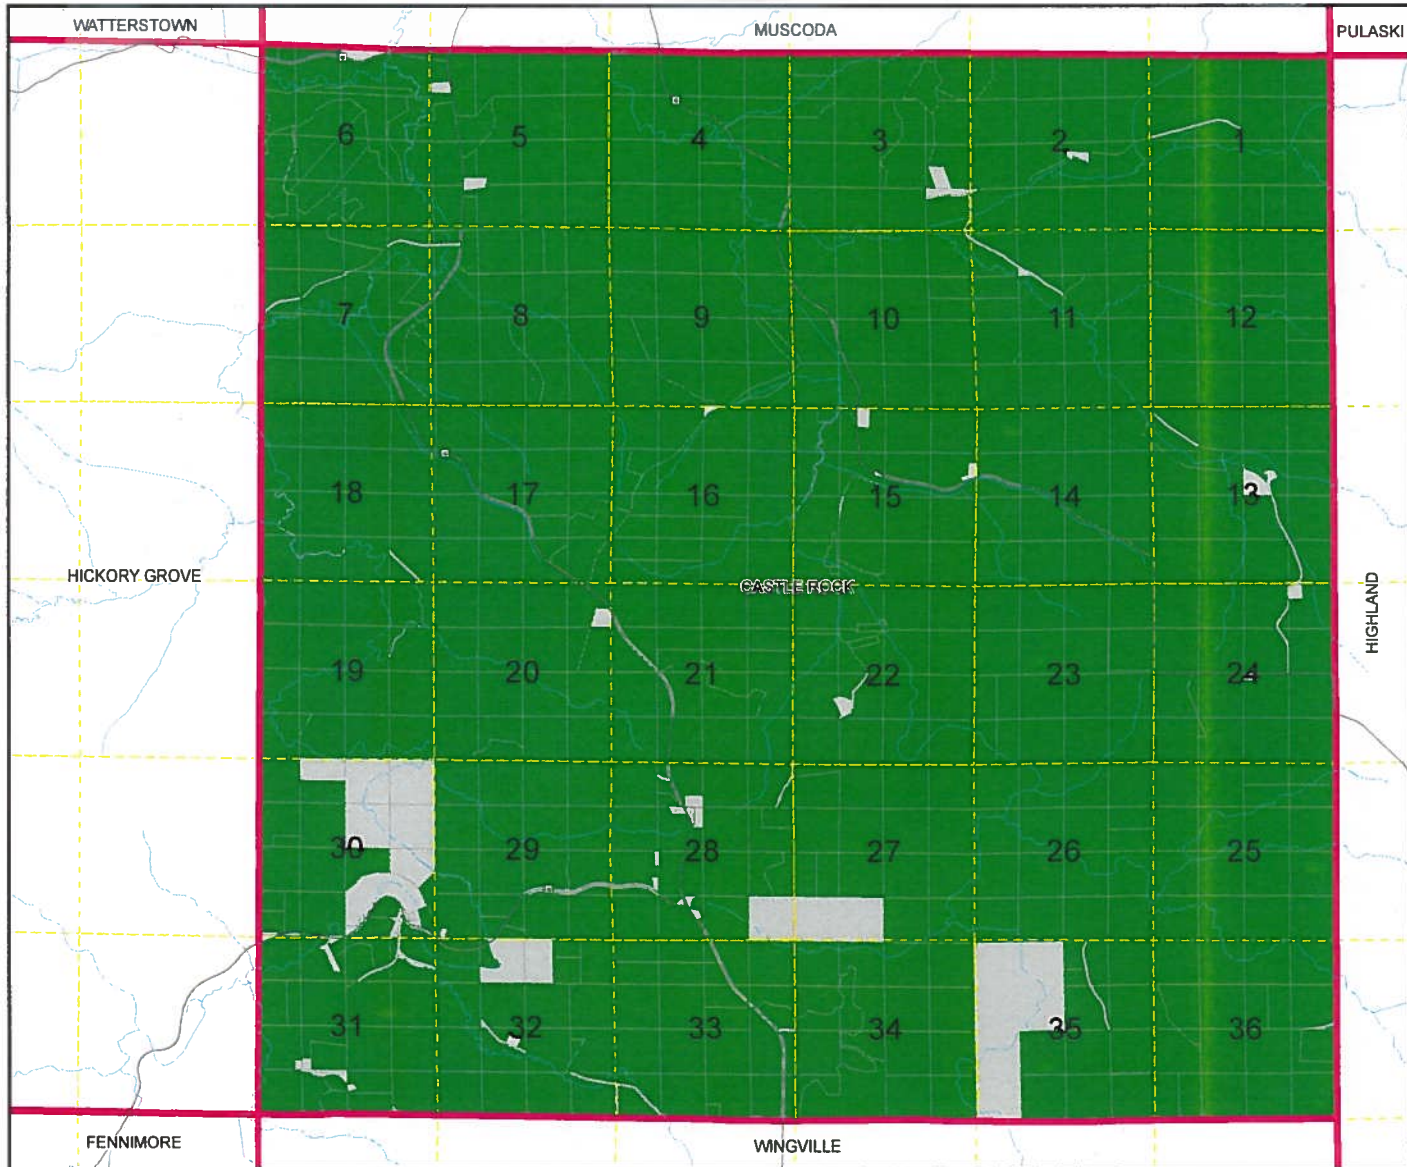 WATTERSTOWN MUSCODA PULASKI
6 5 4 3 2 1
7 8 9 10 11 12
18 17 16 15 14 13
HICKORY GROVE CASTLE ROCK HIGHLAND
19 20 21 22 23 24
30 29 28 27 26 25
31 32 33 34 35 36
FENNIMORE WINGVILLE